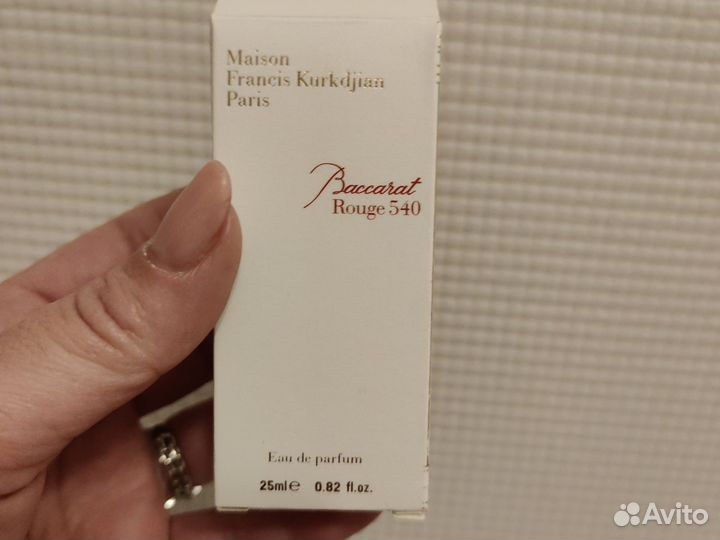 Maison
Francis Kurkdjian
Paris
Baccarat
Rouge 540
Eau de parfum
25ml℮ 0.82 fl.oz.
Avito